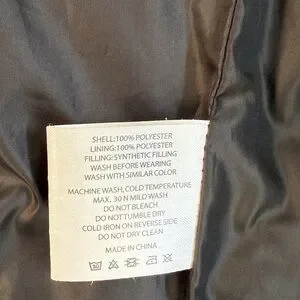 SHELL:100% POLYESTER
LINING:100% POLYESTER
FILLING:SYNTHETIC FILLING
WASH BEFORE WEARING
WASH WITH SIMILAR COLOR
MACHINE WASH, COLD TEMPERATURE
MAX. 30 N MILD WASH
DO NOT BLEACH
DO NOT TUMBLE DRY
COLD IRON ON REVERSE SIDE
DO NOT DRY CLEAN
MADE IN CHINA